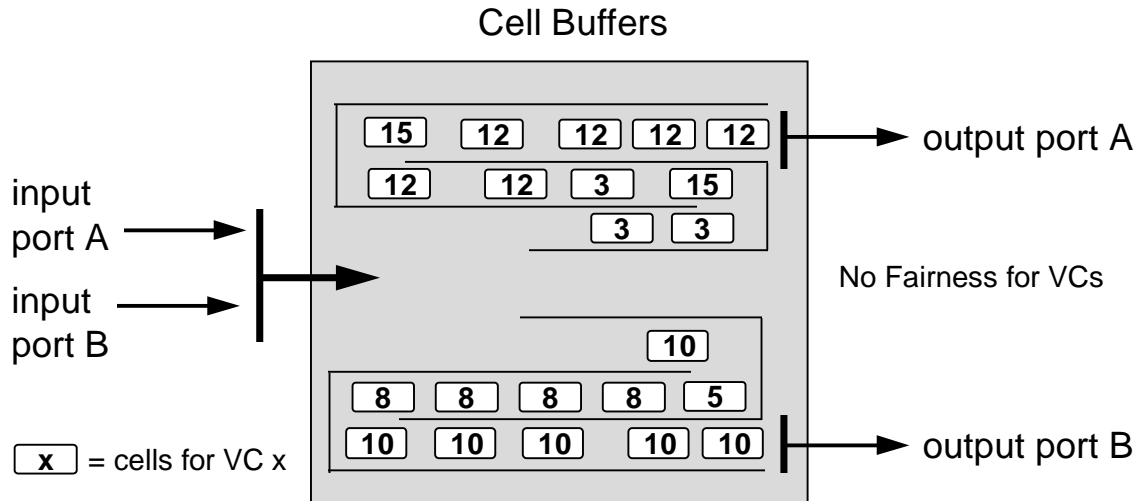 Cell Buffers
15 12 12 12 12
output port A
12 12 3 15
input
port A
3 3
No Fairness for VCs
input
port B
10
8 8 8 8 5
10 10 10 10 10
output port B
x = cells for VC x